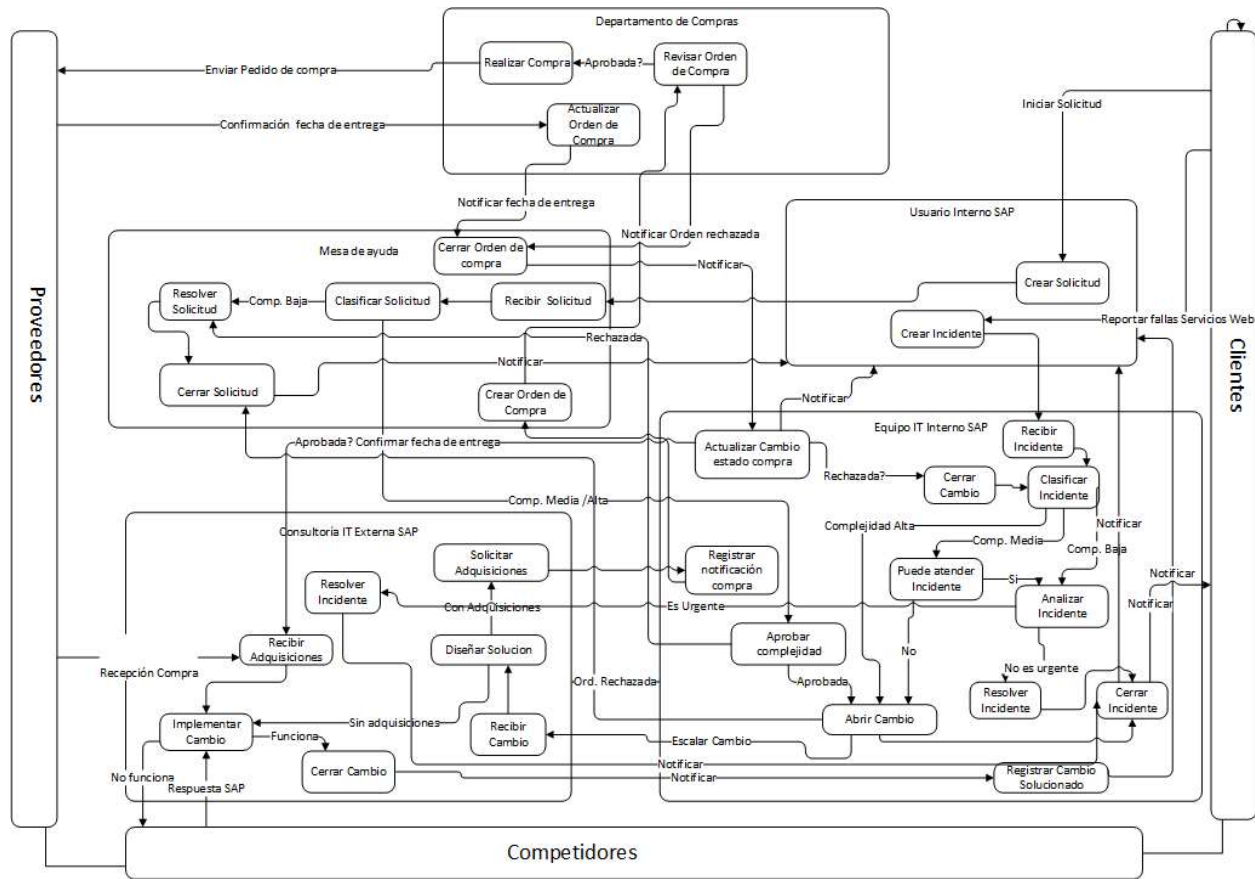 Departamento de Compras
Realizar Compra
Aprobada?
Revisar Orden
de Compra
Enviar Pedido de compra
Iniciar Solicitud
Actualizar
Orden de
Compra
Confirmación fecha de entrega
Notificar fecha de entrega
Usuario Interno SAP
Notificar Orden rechazada
Mesa de ayuda
Cerrar Orden de
compra
Notificar
Crear Solicitud
Resolver
Solicitud
Comp. Baja
Clasificar Solicitud
Recibir Solicitud
Reportar fallas Servicios Web
Crear Incidente
Rechazada
Proveedores
Clientes
Notificar
Cerrar Solicitud
Crear Orden de
Compra
Notificar
Equipo IT Interno SAP
Recibir
Incidente
Aprobada? Confirmar fecha de entrega
Actualizar Cambio
estado compra
Rechazada?
Cerrar
Cambio
Clasificar
Incidente
Comp. Media /Alta
Complejidad Alta
Notificar
Consultoría IT Externa SAP
Comp. Media
Comp. Baja
Solicitar
Adquisiciones
Registrar
notificación
compra
Puede atender
Incidente
Si
Notificar
Resolver
Incidente
Con Adquisiciones
Es Urgente
Analizar
Incidente
Recibir
Adquisiciones
Diseñar Solucion
Aprobar
complejidad
No
Recepción Compra
No es urgente
Ord. Rechazada
Aprobada
Resolver
Incidente
Cerrar
Incidente
Implementar
Cambio
Sin adquisiciones
Recibir
Cambio
Abrir Cambio
Funciona
Escalar Cambio
Cerrar Cambio
Notificar
No funciona
Respuesta SAP
Notificar
Registrar Cambio
Solucionado
Competidores